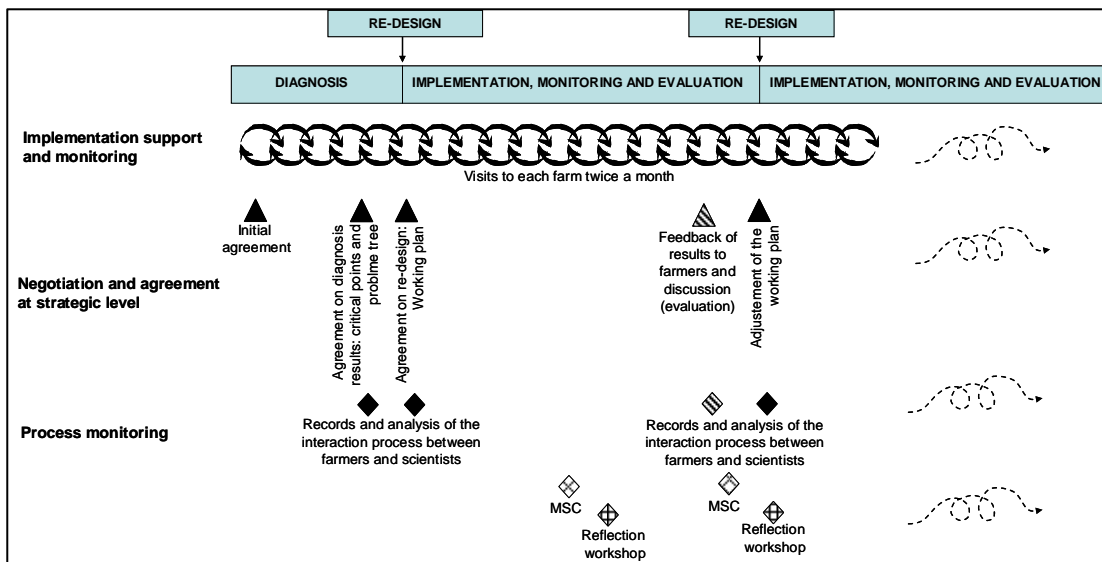 RE-DESIGN
RE-DESIGN
DIAGNOSIS
IMPLEMENTATION, MONITORING AND EVALUATION
IMPLEMENTATION, MONITORING AND EVALUATION
Implementation support
and monitoring
Visits to each farm twice a month
Negotiation and agreement
at strategic level
Initial
agreement
Agreement on diagnosis
results: critical points and
problme tree
Agreement on re-design:
Working plan
Feedback of
results to
farmers and
discussion
(evaluation)
Adjustement of the
working plan
Process monitoring
Records and analysis of the
interaction process between
farmers and scientists
Records and analysis of the
interaction process between
farmers and scientists
MSC
Reflection
workshop
MSC
Reflection
workshop